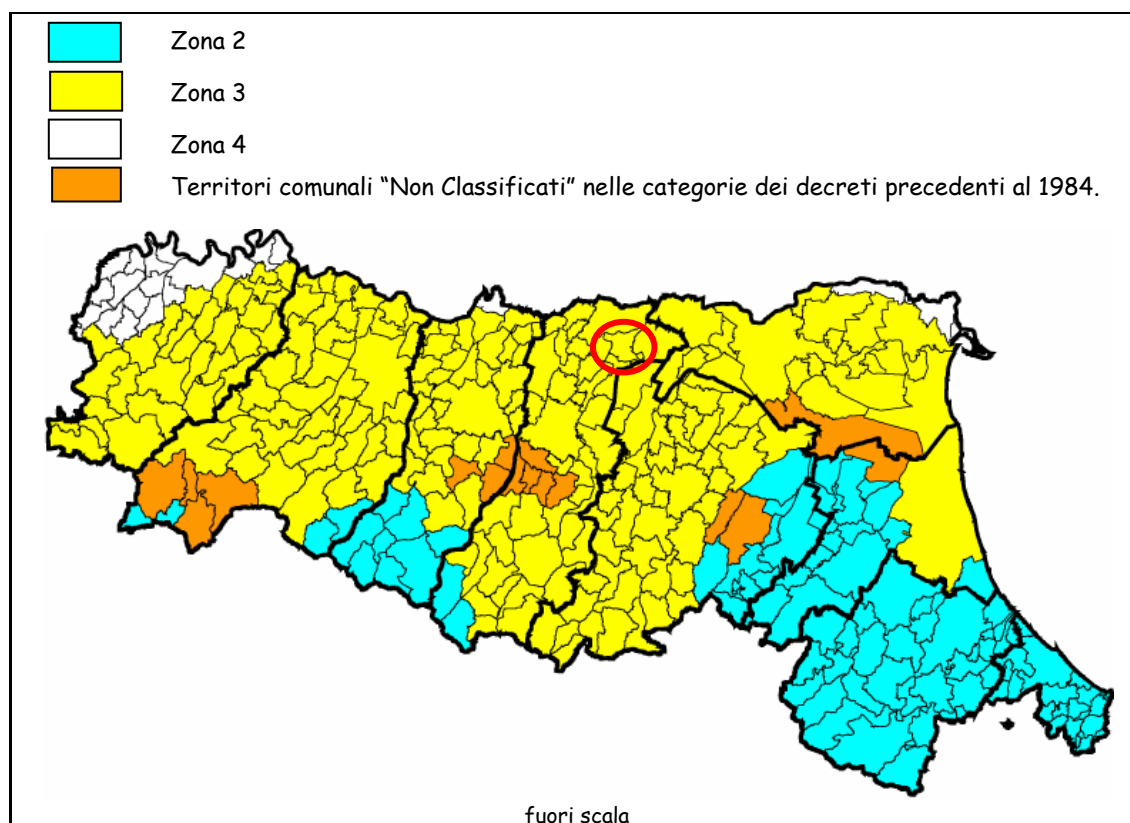 Zona 2
Zona 3
Zona 4
Territori comunali “Non Classificati” nelle categorie dei decreti precedenti al 1984.
fuori scala